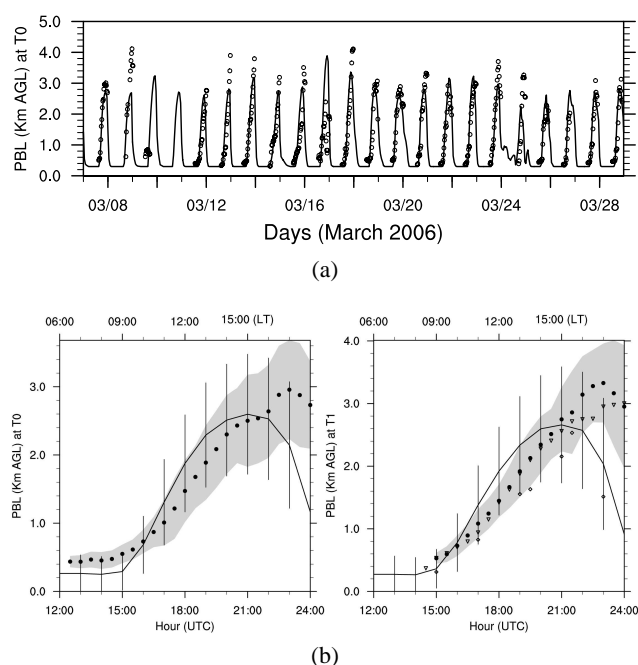 5.0
4.0
3.0
2.0
1.0
0.0
PBL (Km AGL) at T0
03/08 03/12 03/16 03/20 03/24 03/28
Days (March 2006)
(a)
06:00 09:00 12:00 15:00 (LT)
3.0
2.0
1.0
0.0
PBL (Km AGL) at T0
12:00 15:00 18:00 21:00 24:00
Hour (UTC)
06:00 09:00 12:00 15:00 (LT)
4.0
3.0
2.0
1.0
0.0
PBL (Km AGL) at T1
12:00 15:00 18:00 21:00 24:00
Hour (UTC)
(b)